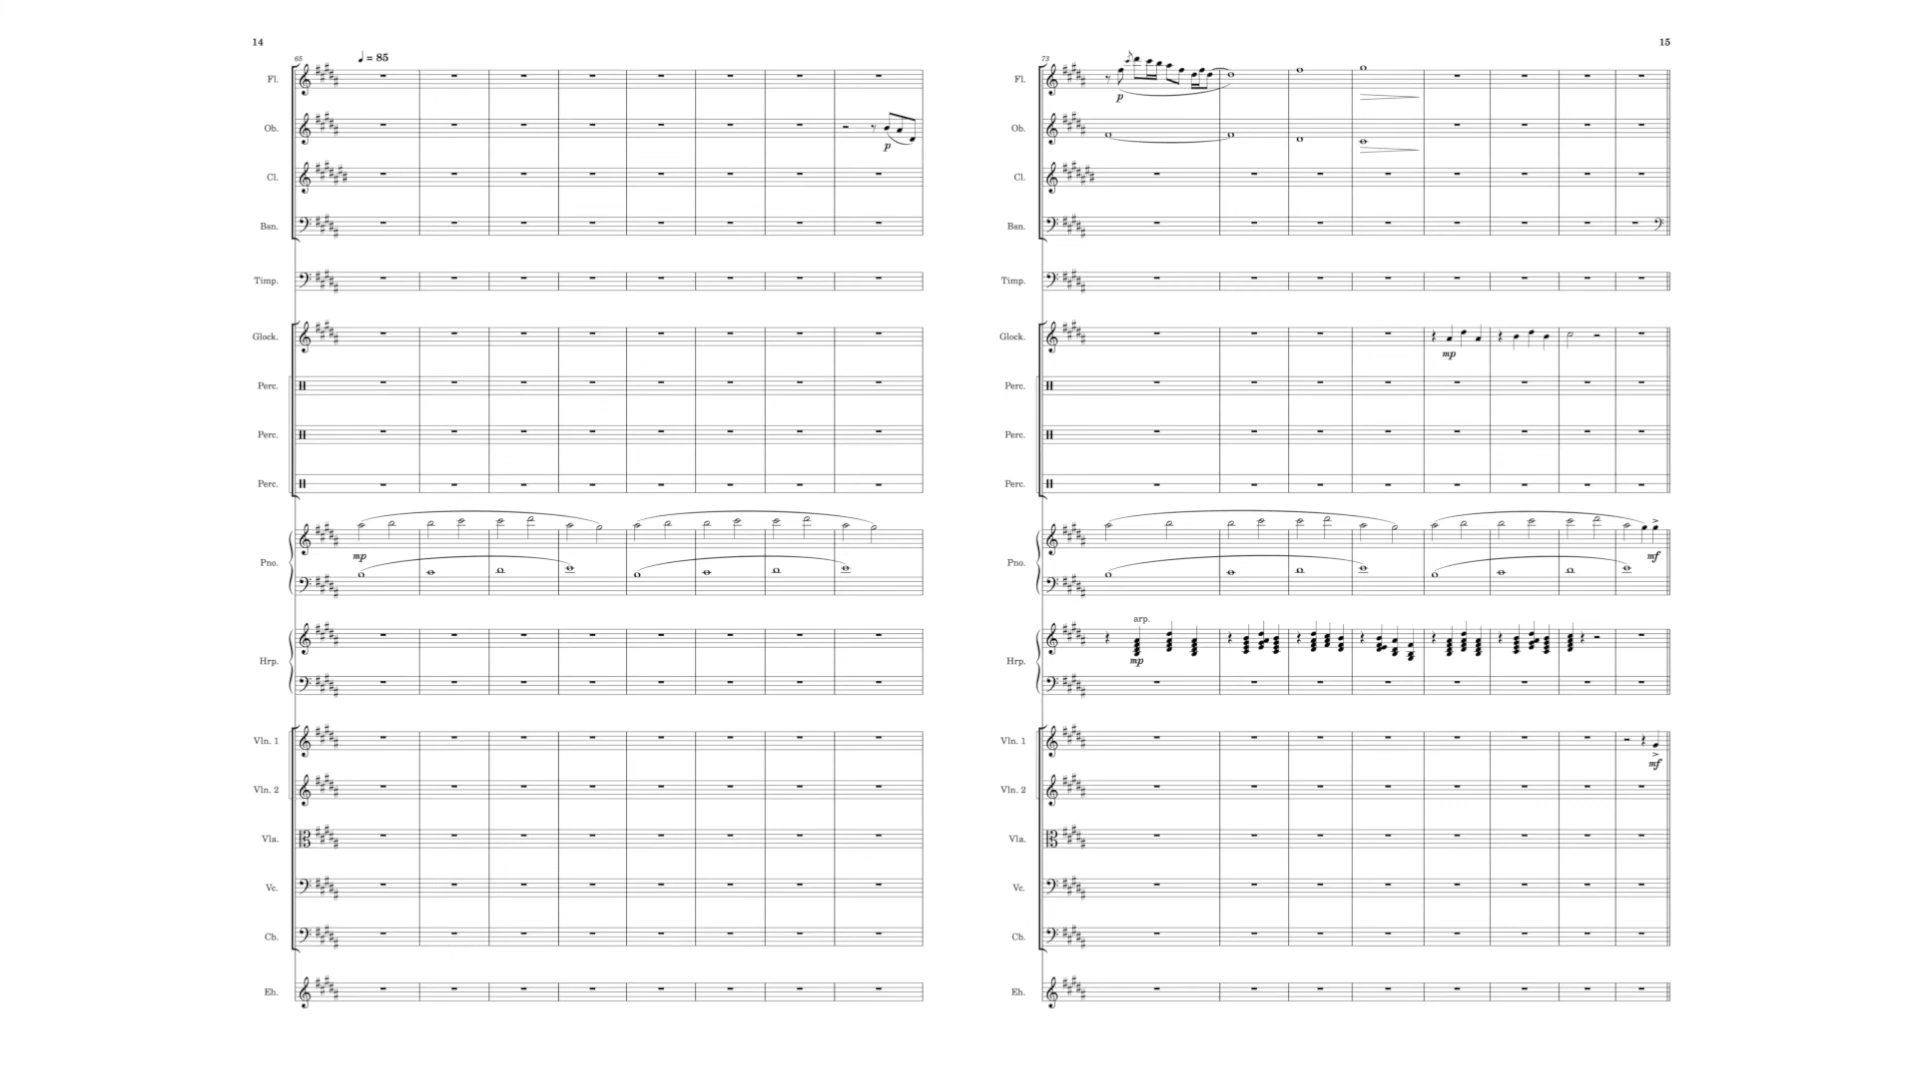 14
65
♩ = 85
Fl.
Ob.
p
Cl.
Ban.
Timp.
Glock.
Perc.
Perc.
Perc.
Pno.
mp
Hrp.
Vln. 1
Vln. 2
Vla.
Vc.
Cb.
Eh.
15
73
Fl.
p
Ob.
Cl.
Ban.
Timp.
Glock.
mp
Perc.
Perc.
Perc.
Pno.
mf
arp.
Hrp.
mp
Vln. 1
mf
Vln. 2
Vla.
Vc.
Cb.
Eh.